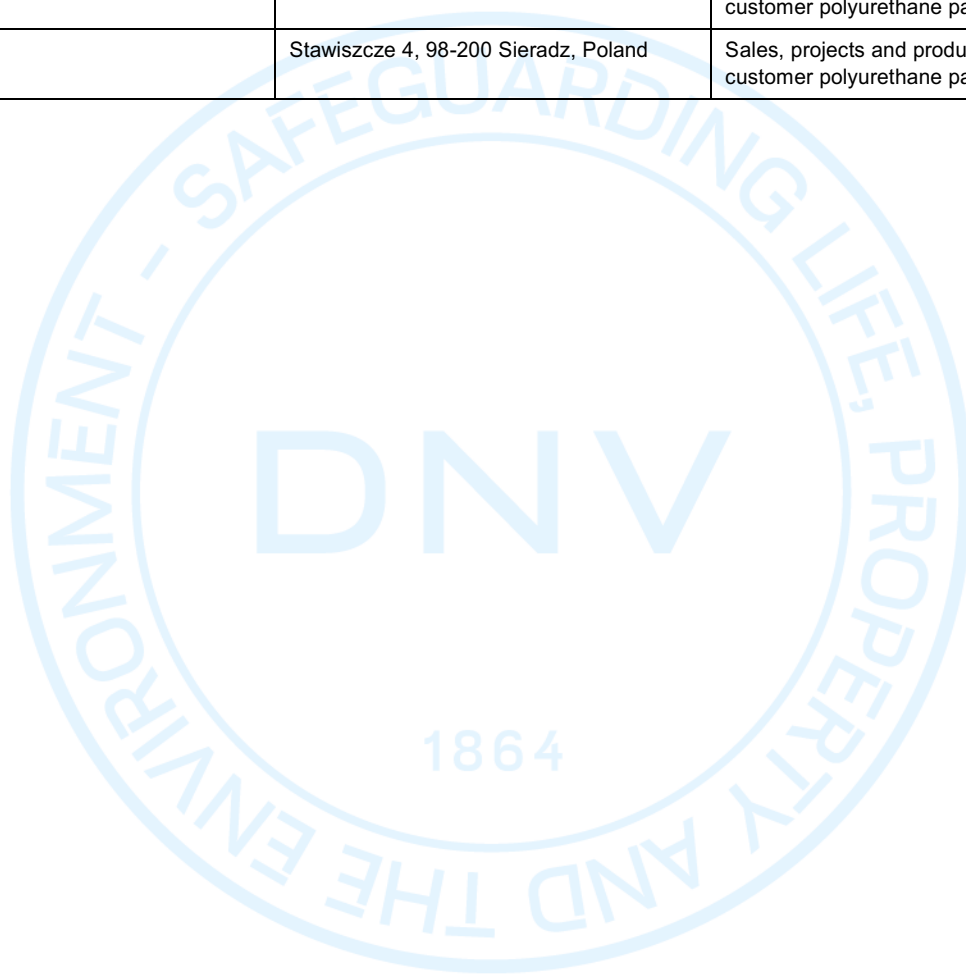 customer polyurethane pa
Stawiszcze 4, 98-200 Sieradz, Poland
Sales, projects and produ
customer polyurethane pa
SAFEGUARDING LIFE, PROPERTY AND THE ENVIRONMENT -
DNV
1864